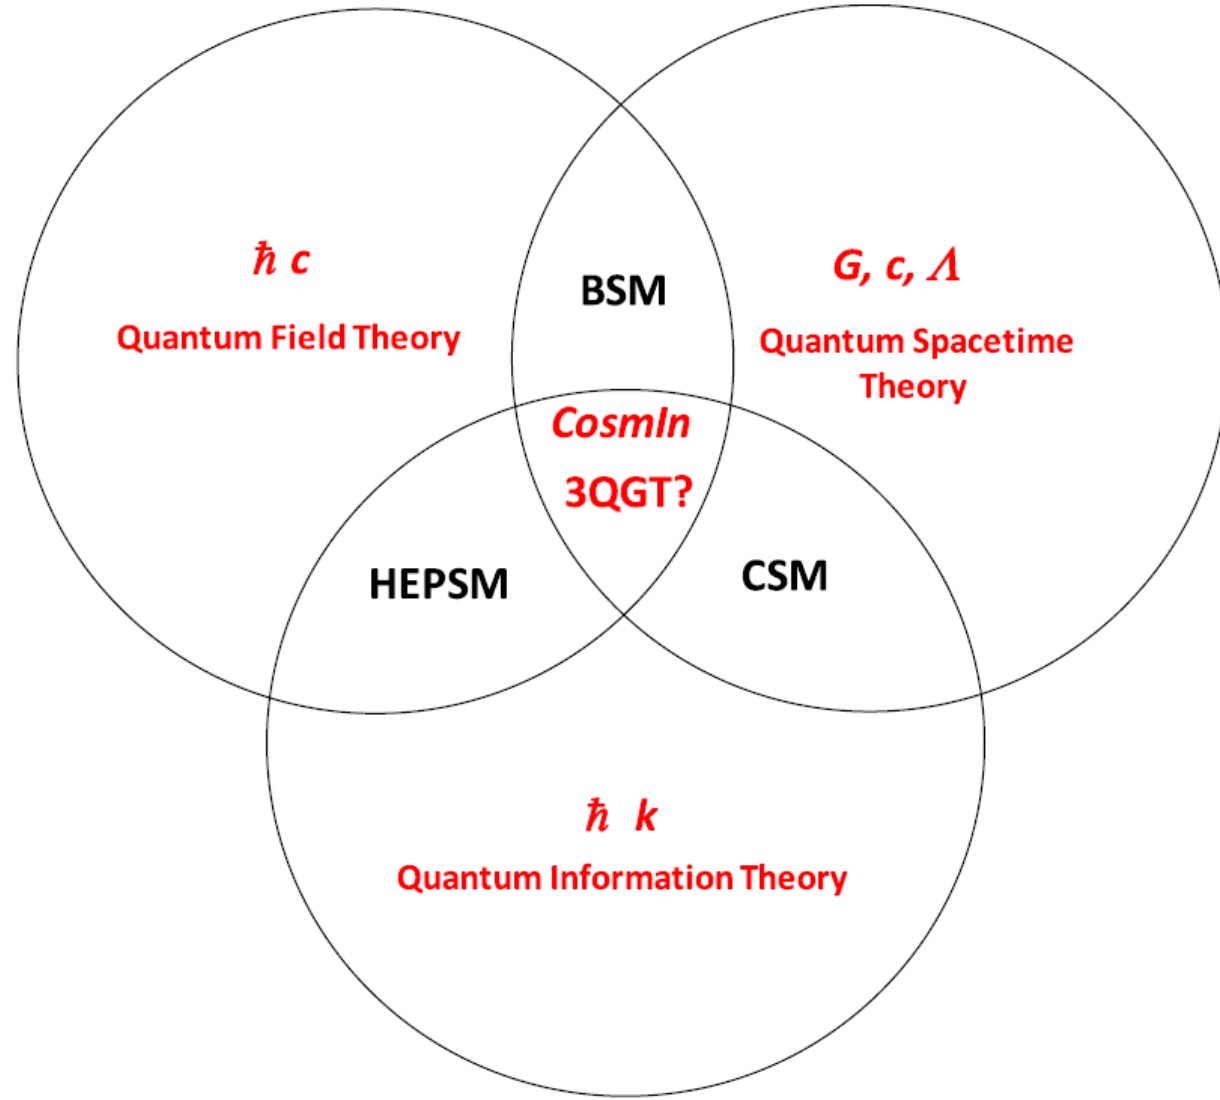 ħ c
Quantum Field Theory
BSM
G, c, Λ
Quantum Spacetime
Theory
CosmIn
3QGT?
HEPSM
CSM
ħ k
Quantum Information Theory